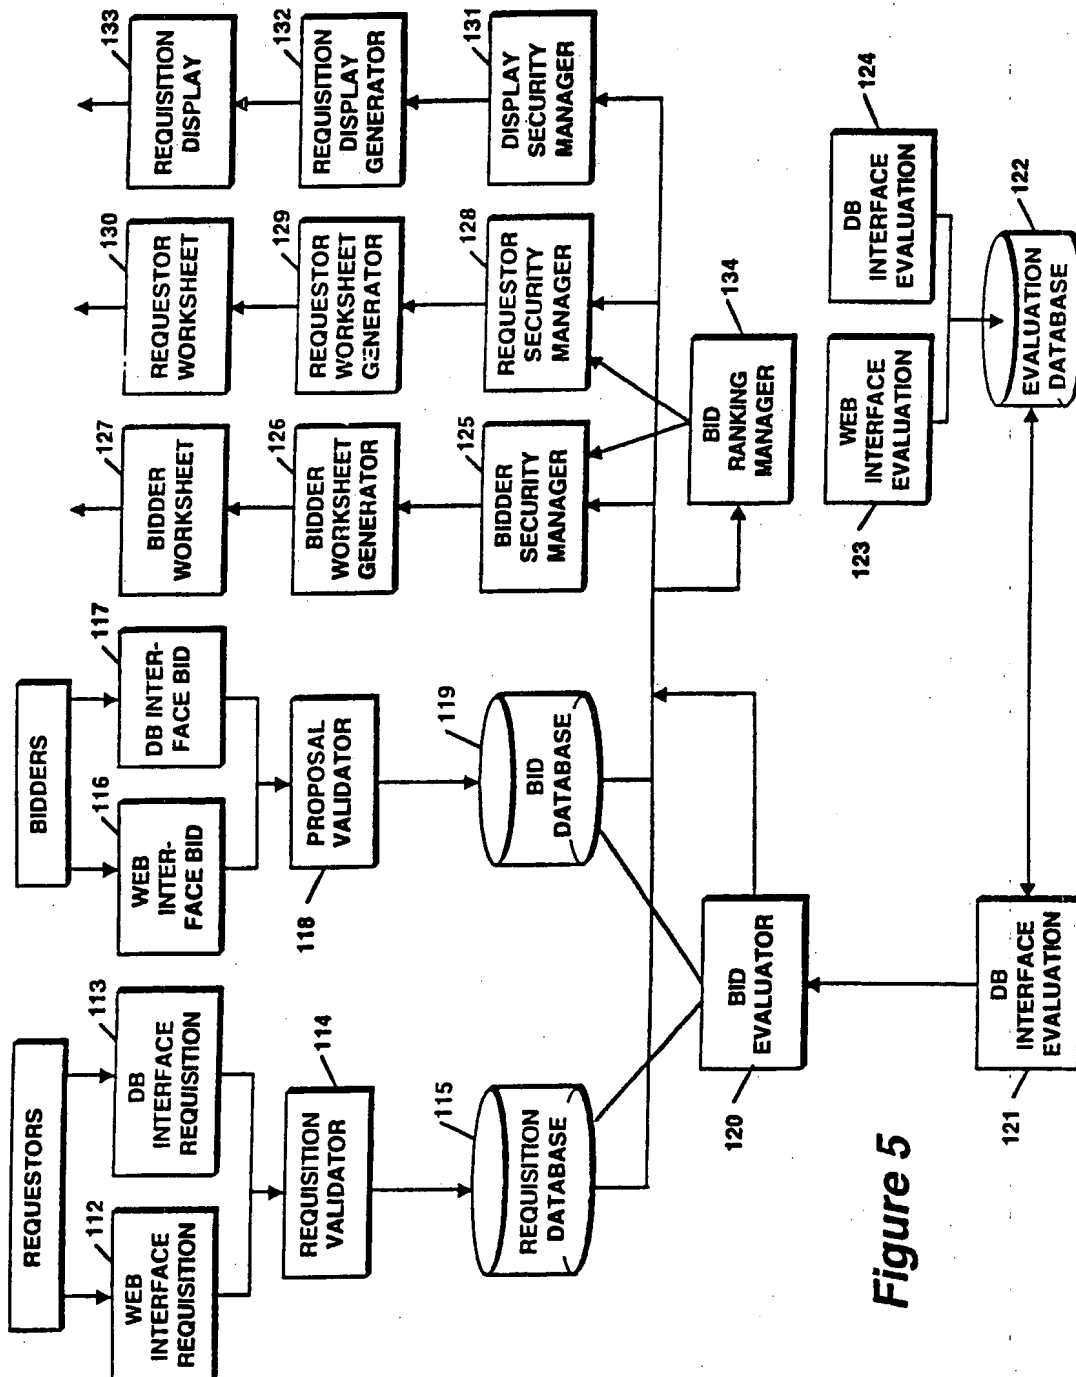 REQUESTORS
112
WEB
INTERFACE
REQUISITION
113
DB
INTERFACE
REQUISITION
REQUISITION
VALIDATOR
114
115
REQUISITION
DATABASE
BIDDERS
116
WEB
INTER-
FACE BID
117
DB INTER-
FACE BID
PROPOSAL
VALIDATOR
118
119
BID
DATABASE
127
BIDDER
WORKSHEET
126
BIDDER
WORKSHEET
GENERATOR
125
BIDDER
SECURITY
MANAGER
130
REQUESTOR
WORKSHEET
129
REQUESTOR
WORKSHEET
GENERATOR
128
REQUESTOR
SECURITY
MANAGER
133
REQUISITION
DISPLAY
132
REQUISITION
DISPLAY
GENERATOR
131
DISPLAY
SECURITY
MANAGER
BID
EVALUATOR
120
BID
RANKING
MANAGER
134
WEB
INTERFACE
EVALUATION
123
DB
INTERFACE
EVALUATION
124
DB
INTERFACE
EVALUATION
121
EVALUATION
DATABASE
122
Figure 5